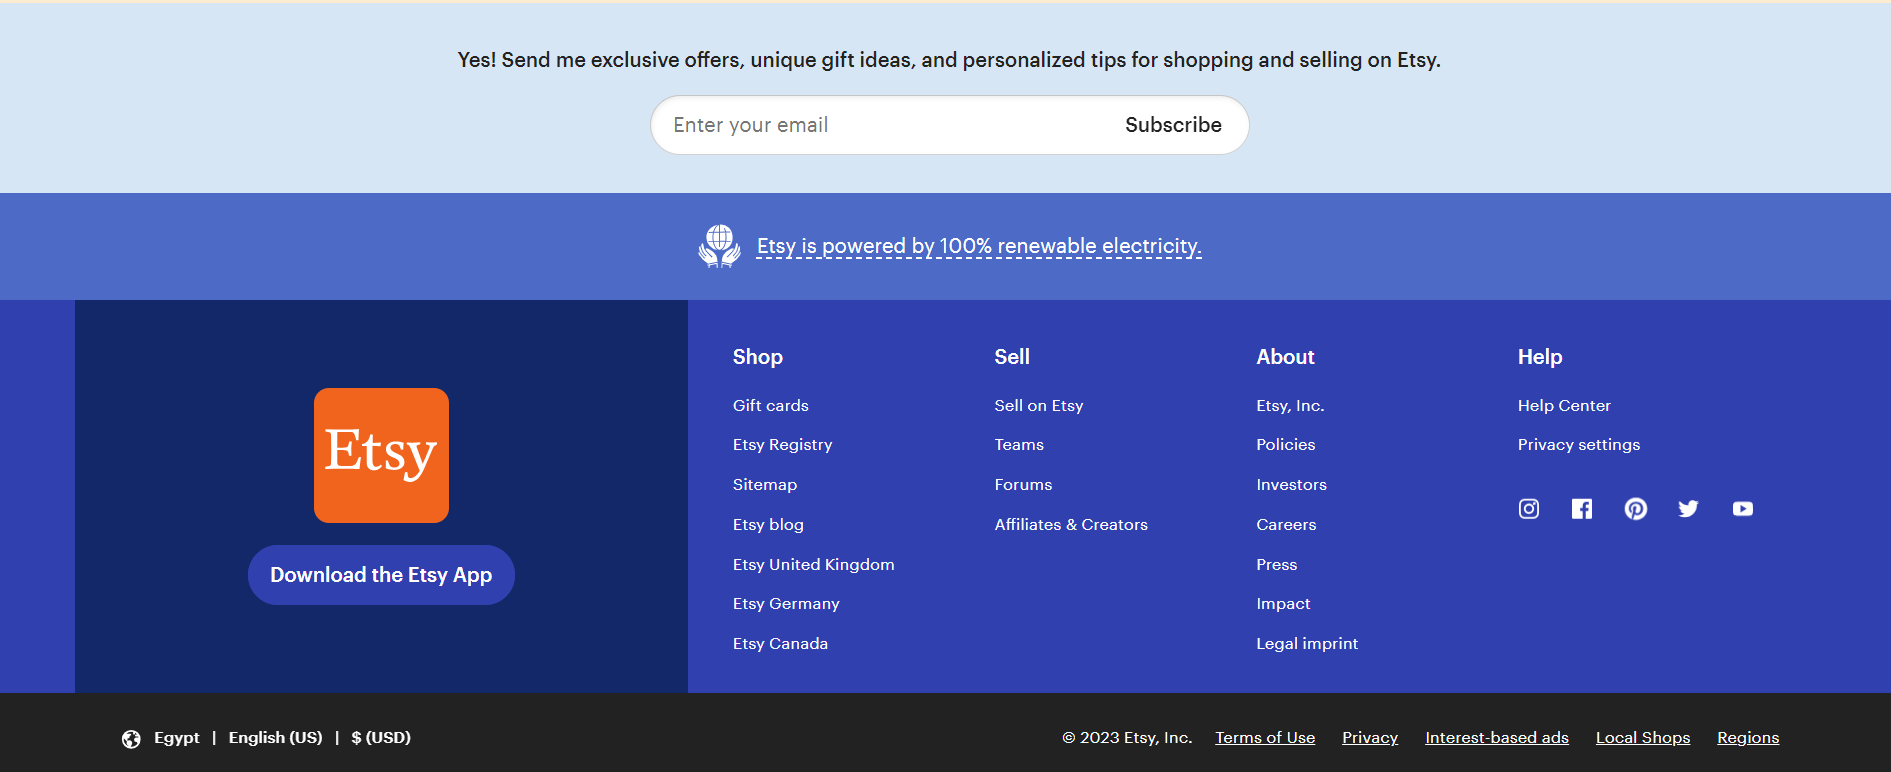 Yes! Send me exclusive offers, unique gift ideas, and personalized tips for shopping and selling on Etsy.
Enter your email
Subscribe
Etsy is powered by 100% renewable electricity.
Etsy
Download the Etsy App
Shop
Gift cards
Etsy Registry
Sitemap
Etsy blog
Etsy United Kingdom
Etsy Germany
Etsy Canada
Sell
Sell on Etsy
Teams
Forums
Affiliates & Creators
About
Etsy, Inc.
Policies
Investors
Careers
Press
Impact
Legal imprint
Help
Help Center
Privacy settings
Egypt | English (US) | $ (USD)
© 2023 Etsy, Inc. Terms of Use Privacy Interest-based ads Local Shops Regions